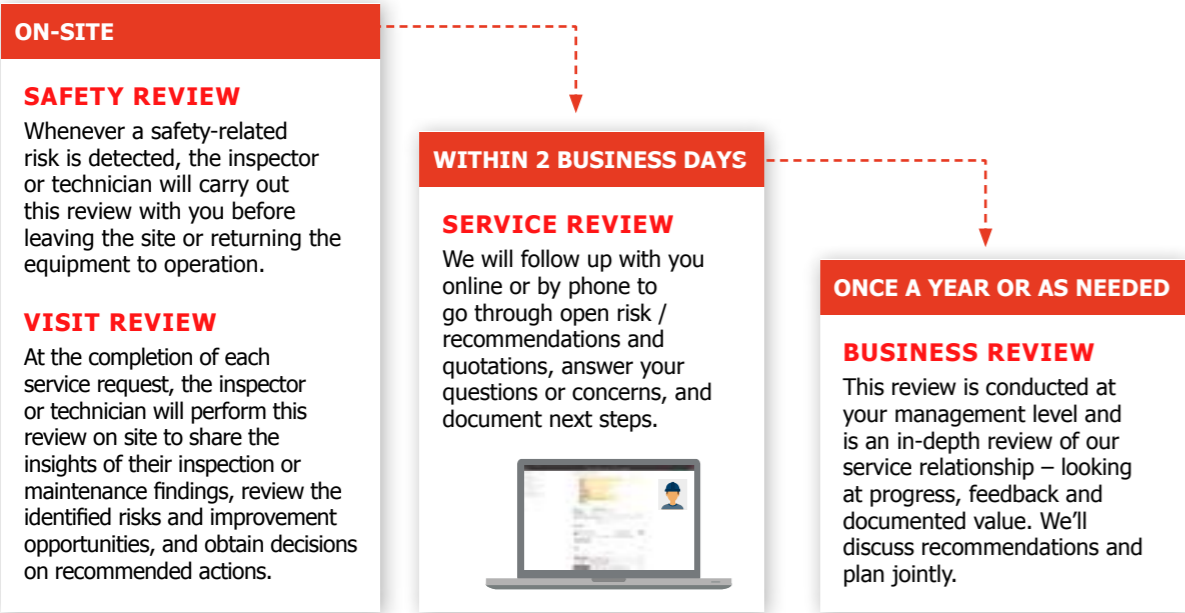 ON-SITE
SAFETY REVIEW
Whenever a safety-related
risk is detected, the inspector
or technician will carry out
this review with you before
leaving the site or returning the
equipment to operation.
VISIT REVIEW
At the completion of each
service request, the inspector
or technician will perform this
review on site to share the
insights of their inspection or
maintenance findings, review the
identified risks and improvement
opportunities, and obtain decisions
on recommended actions.
WITHIN 2 BUSINESS DAYS
SERVICE REVIEW
We will follow up with you
online or by phone to
go through open risk /
recommendations and
quotations, answer your
questions or concerns, and
document next steps.
ONCE A YEAR OR AS NEEDED
BUSINESS REVIEW
This review is conducted at
your management level and
is an in-depth review of our
service relationship – looking
at progress, feedback and
documented value. We’ll
discuss recommendations and
plan jointly.